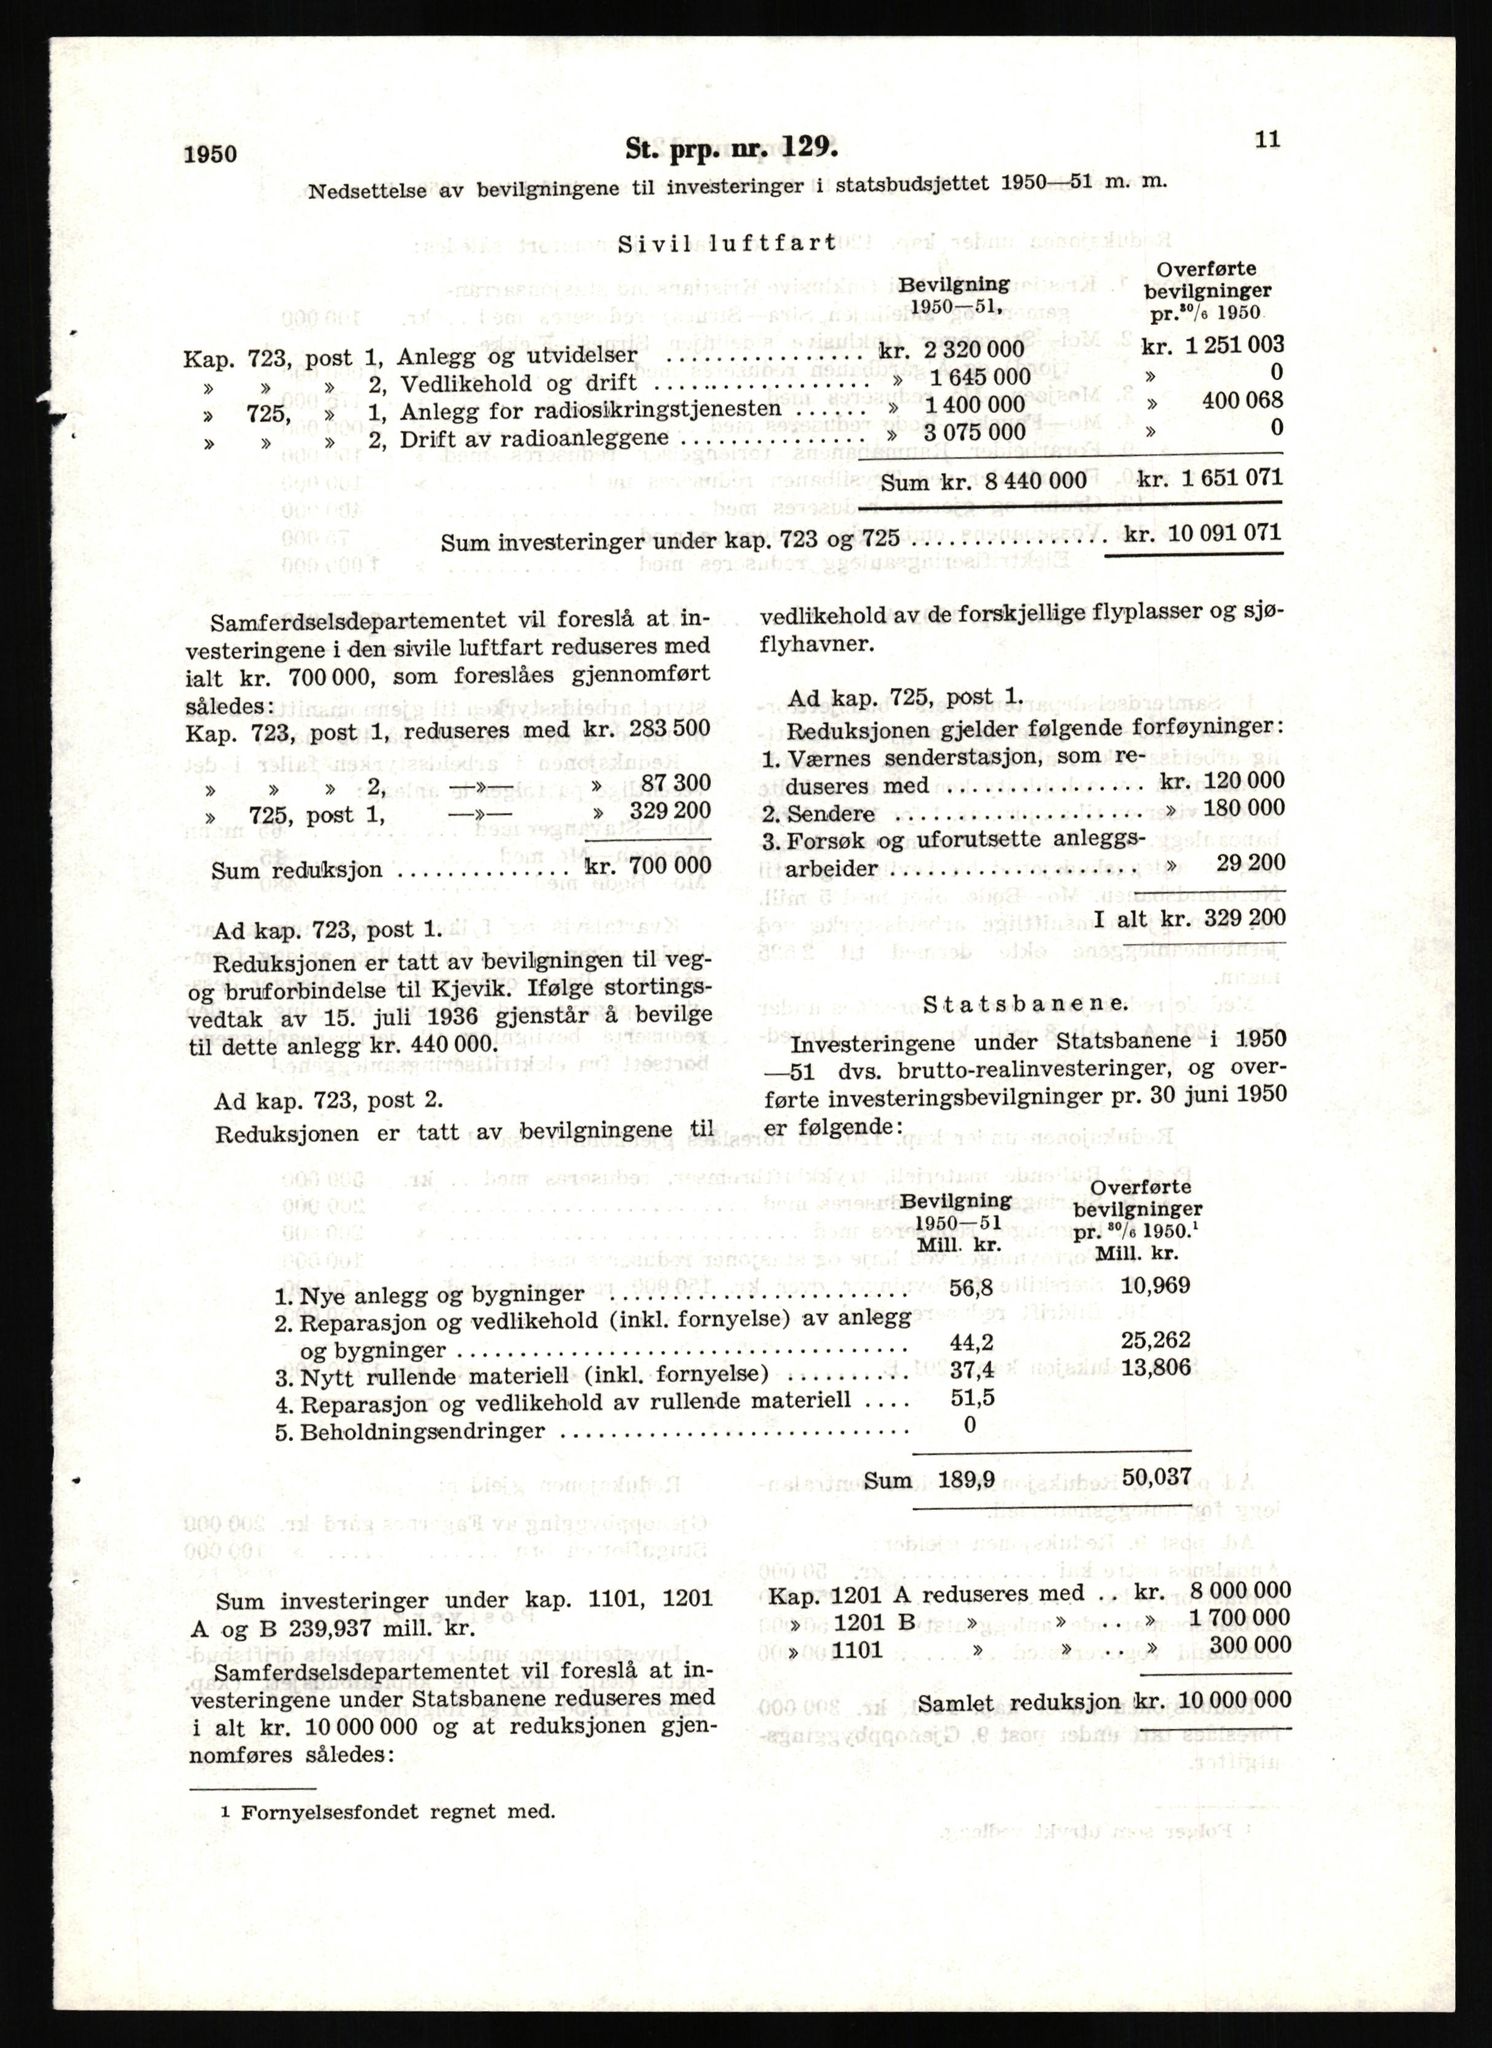 1950
St. prp. nr. 129.
11
Nedsettelse av bevilgningene til investeringer i statsbudsjettet 1950—51 m. m.
Sivil luftfart
Bevilgning
1950—51,
Overførte
bevilgninger
pr. 30/6 1950
Kap. 723, post 1, Anlegg og utvidelser ................ kr. 2 320 000 kr. 1 251 003
» » » 2, Vedlikehold og drift .................. » 1 645 000 » 0
» 725, » 1, Anlegg for radiosikringstjenesten ...... » 1 400 000 » 400 068
» » » 2, Drift av radioanleggene ............... » 3 075 000 » 0
Sum kr. 8 440 000 kr. 1 651 071
Sum investeringer under kap. 723 og 725 ................ kr. 10 091 071
Samferdselsdepartementet vil foreslå at in-
vesteringene i den sivile luftfart reduseres med
ialt kr. 700 000, som foreslåes gjennomført
således:
Kap. 723, post 1, reduseres med kr. 283 500
» » » 2, —»— » 87 300
» 725, post 1, —»— » 329 200
Sum reduksjon .............. kr. 700 000
Ad kap. 723, post 1.
Reduksjonen er tatt av bevilgningen til veg-
og bruforbindelse til Kjevik. Ifølge stortings-
vedtak av 15. juli 1936 gjenstår å bevilge
til dette anlegg kr. 440 000.
Ad kap. 723, post 2.
Reduksjonen er tatt av bevilgningene til
vedlikehold av de forskjellige flyplasser og sjø-
flyhavner.
Ad kap. 725, post 1.
Reduksjonen gjelder følgende forføyninger:
1. Værnes senderstasjon, som re-
duseres med ................ kr. 120 000
2. Sendere .................... » 180 000
3. Forsøk og uforutsette anleggs-
arbeider .................... » 29 200
I alt kr. 329 200
Statsbanene.
Investeringene under Statsbanene i 1950
—51 dvs. brutto-realinvesteringer, og over-
førte investeringsbevilgninger pr. 30 juni 1950
er følgende:
Bevilgning
1950—51
Mill. kr.
Overførte
bevilgninger
pr. 30/6 1950.¹
Mill. kr.
1. Nye anlegg og bygninger ........................ 56,8 10,969
2. Reparasjon og vedlikehold (inkl. fornyelse) av anlegg
og bygninger .................................... 44,2 25,262
3. Nytt rullende materiell (inkl. fornyelse) .......... 37,4 13,806
4. Reparasjon og vedlikehold av rullende materiell .... 51,5
5. Beholdningsendringer ............................ 0
Sum 189,9 50,037
Sum investeringer under kap. 1101, 1201
A og B 239,937 mill. kr.
Samferdselsdepartementet vil foreslå at in-
vesteringene under Statsbanene reduseres med
i alt kr. 10 000 000 og at reduksjonen gjen-
nomføres således:
Kap. 1201 A reduseres med .. kr. 8 000 000
» 1201 B » » .. » 1 700 000
» 1101 » » .. » 300 000
Samlet reduksjon kr. 10 000 000
1 Fornyelsesfondet regnet med.